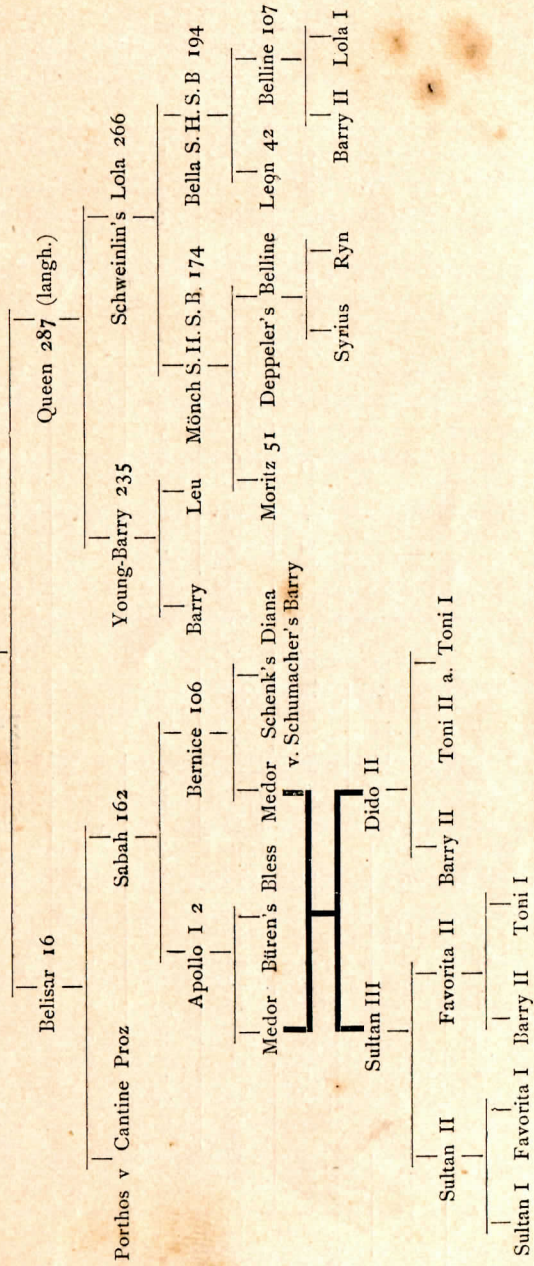 Belisar 16 Queen 287 (langh.)
Porthos v Cantine Proz Sabah 162 Young-Barry 235 Schweinlin's Lola 266
Apollo I 2 Bernice 106 Barry Leu Mönch S. H. S. B. 174 Bella S. H. S. B 194
Medor Büren's Bless Medor Schenk's Diana Moritz 51 Deppeler's Belline Leon 42 Belline 107
v. Schumacher's Barry
Syrius Ryn Barry II Lola I
Sultan III Dido II
Sultan II Favorita II Barry II Toni II a. Toni I
Sultan I Favorita I Barry II Toni I